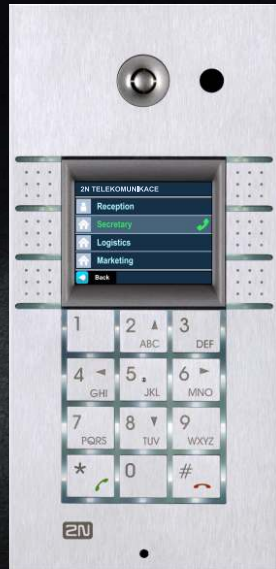 2N TELEKOMUNIKACE
Reception
Secretary
Logistics
Marketing
Back
1 2 ABC 3 DEF
4 GHI 5 JKL 6 MNO
7 PQRS 8 TUV 9 WXYZ
* 0 #
2N